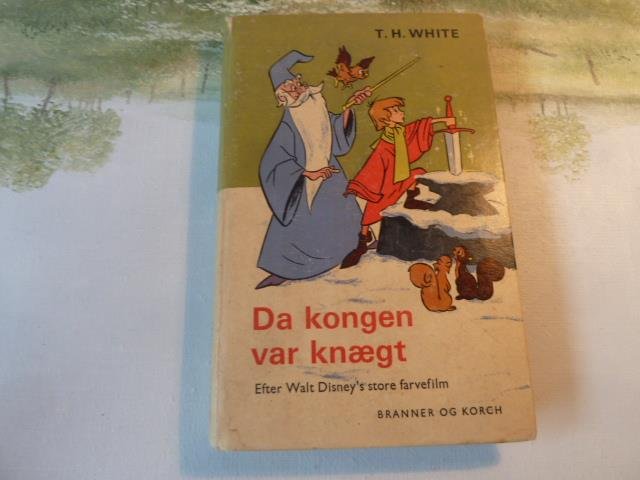 T. H. WHITE
Da kongen
var knægt
Efter Walt Disney's store farvefilm
BRANNER OG KORCH